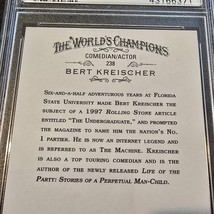 43166371
THE WORLD'S CHAMPIONS
COMEDIAN/ACTOR
238
BERT KREISCHER
SIX-AND-A-HALF ADVENTUROUS YEARS AT FLORIDA
STATE UNIVERSITY MADE BERT KREISCHER THE
SUBJECT OF A 1997 ROLLING STONE ARTICLE
ENTITLED "THE UNDERGRADUATE," AND PROMPTED
THE MAGAZINE TO NAME HIM THE NATION'S NO.
1 PARTIER. HE IS NOW AN INTERNET LEGEND AND
IS REFERRED TO AS THE MACHINE. KREISCHER
IS ALSO A TOP TOURING COMEDIAN AND IS THE
AUTHOR OF THE NEWLY RELEASED LIFE OF THE
PARTY: STORIES OF A PERPETUAL MAN-CHILD.